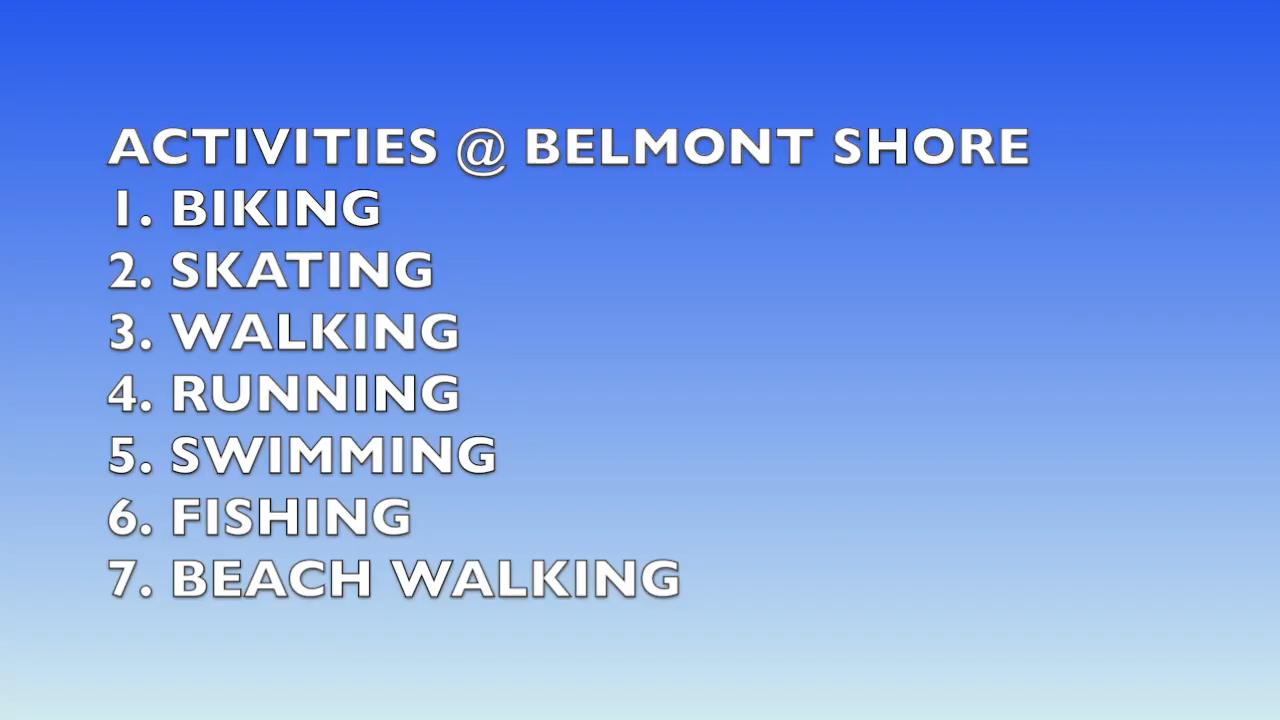 ACTIVITIES @ BELMONT SHORE
1. BIKING
2. SKATING
3. WALKING
4. RUNNING
5. SWIMMING
6. FISHING
7. BEACH WALKING